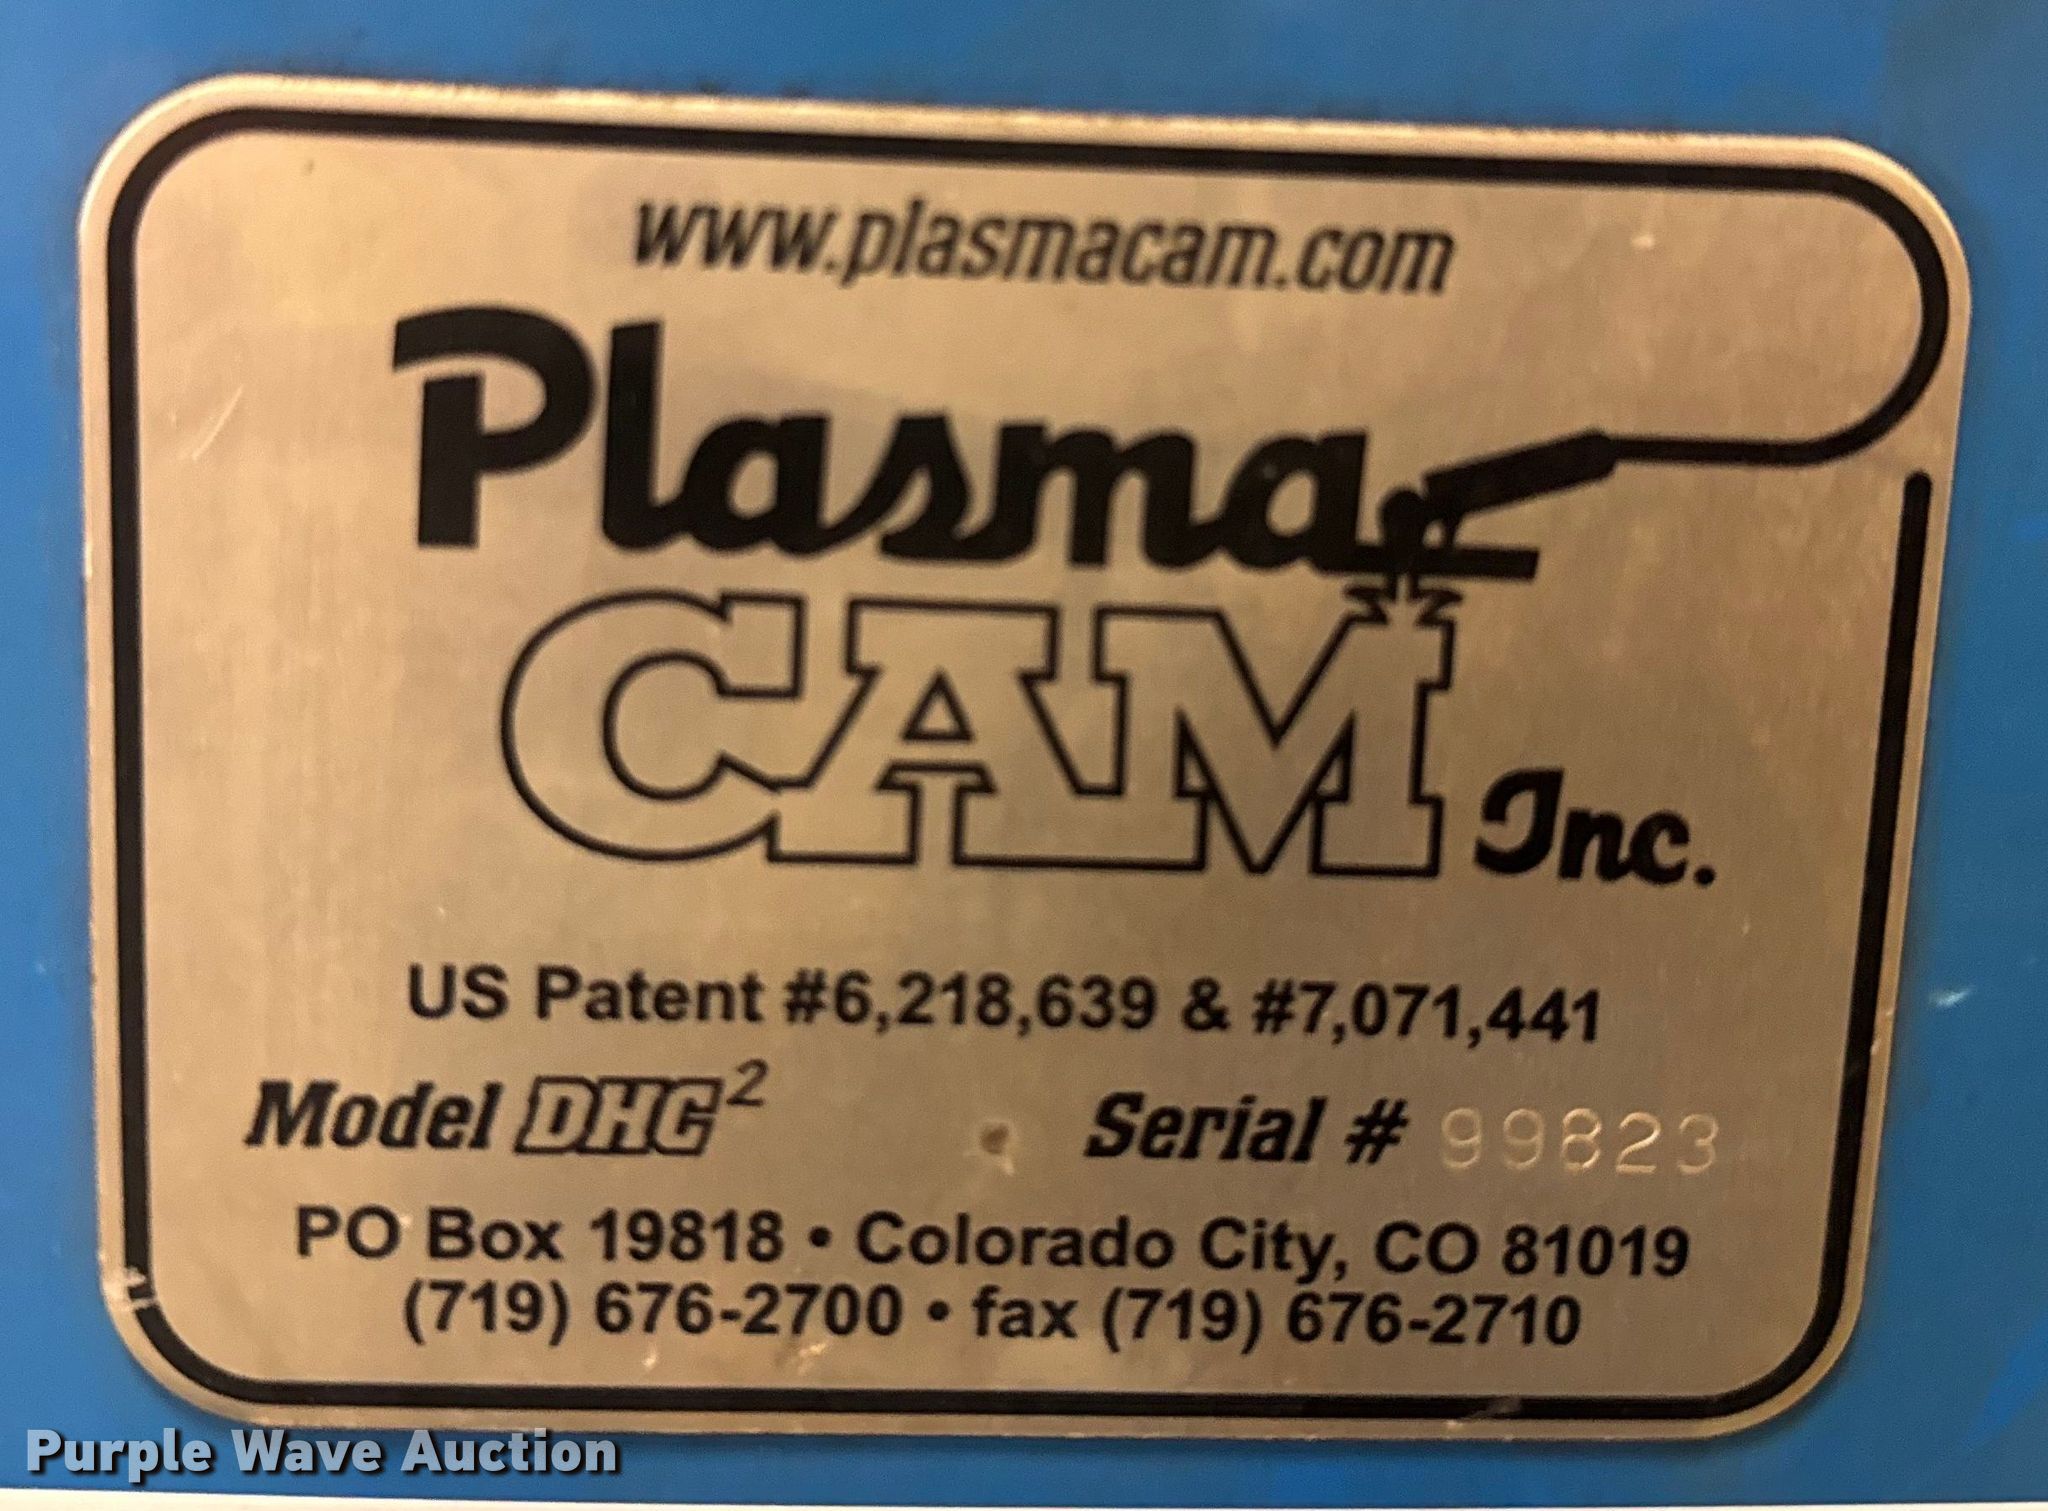 www.plasmacam.com
Plasma
CAM Inc.
US Patent #6,218,639 & #7,071,441
Model DHC² Serial # 99823
PO Box 19818 • Colorado City, CO 81019
(719) 676-2700 • fax (719) 676-2710
Purple Wave Auction